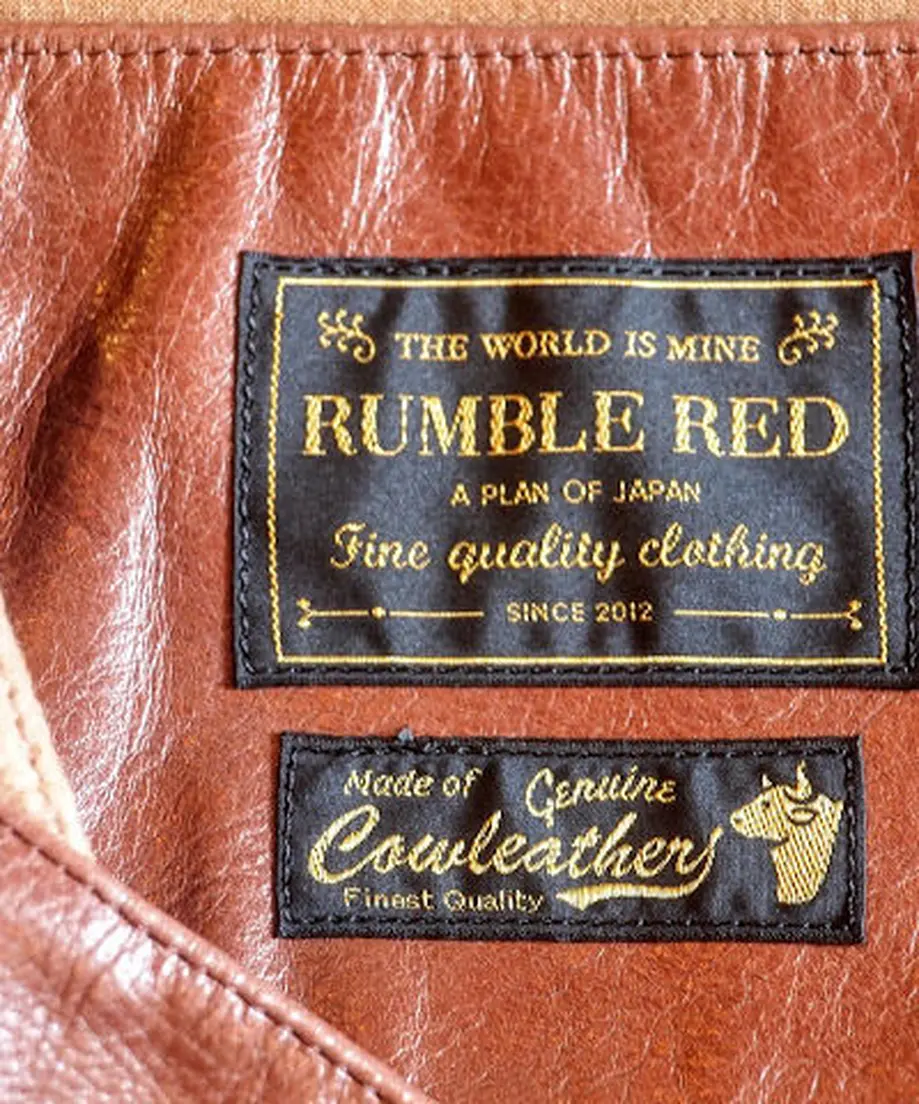 THE WORLD IS MINE
RUMBLE RED
A PLAN OF JAPAN
Fine quality clothing
SINCE 2012
Made of Genuine
Cowleather
Finest Quality